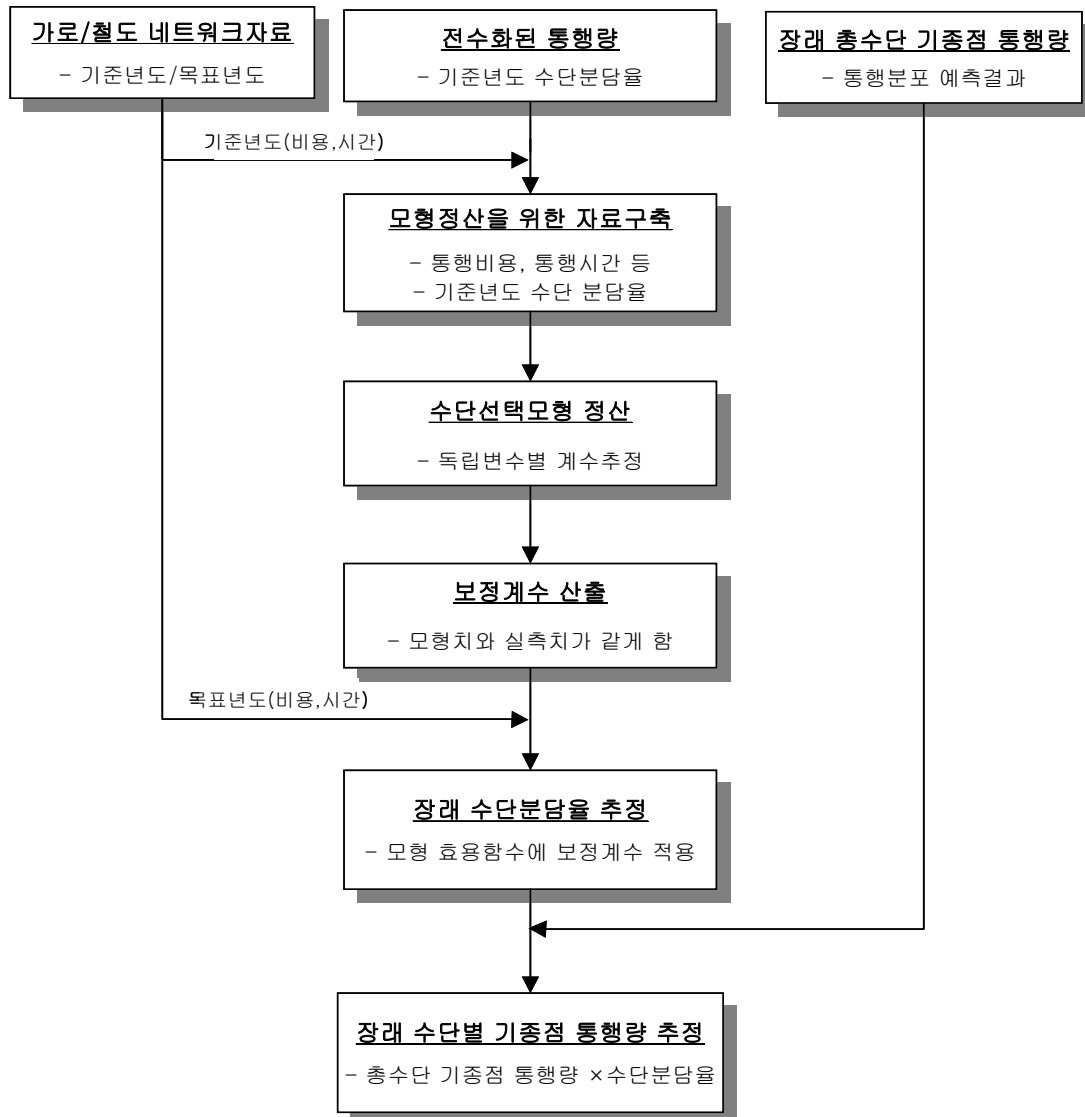 가로/철도 네트워크자료
- 기준년도/목표년도
전수화된 통행량
- 기준년도 수단분담율
장래 총수단 기종점 통행량
- 통행분포 예측결과
기준년도(비용,시간)
모형정산을 위한 자료구축
- 통행비용, 통행시간 등
- 기준년도 수단 분담율
수단선택모형 정산
- 독립변수별 계수추정
보정계수 산출
- 모형치와 실측치가 같게 함
목표년도(비용,시간)
장래 수단분담율 추정
- 모형 효용함수에 보정계수 적용
장래 수단별 기종점 통행량 추정
- 총수단 기종점 통행량 ×수단분담율